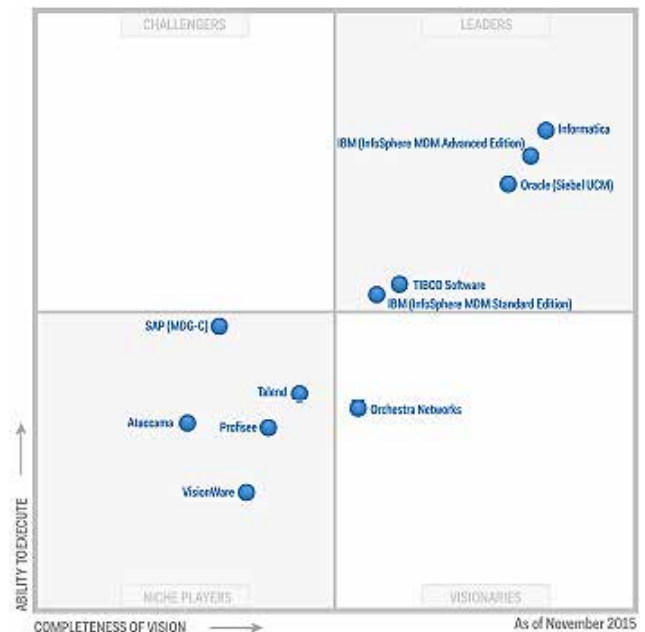 CHALLENGERS
LEADERS
Informatica
IBM (InfoSphere MDM Advanced Edition)
Oracle (Siebel UCM)
TIBCO Software
IBM (InfoSphere MDM Standard Edition)
SAP (MDG-C)
Talend
Orchestra Networks
Ataccama
Profisee
VisionWare
ABILITY TO EXECUTE
NICHE PLAYERS
VISIONARIES
COMPLETENESS OF VISION
As of November 2015